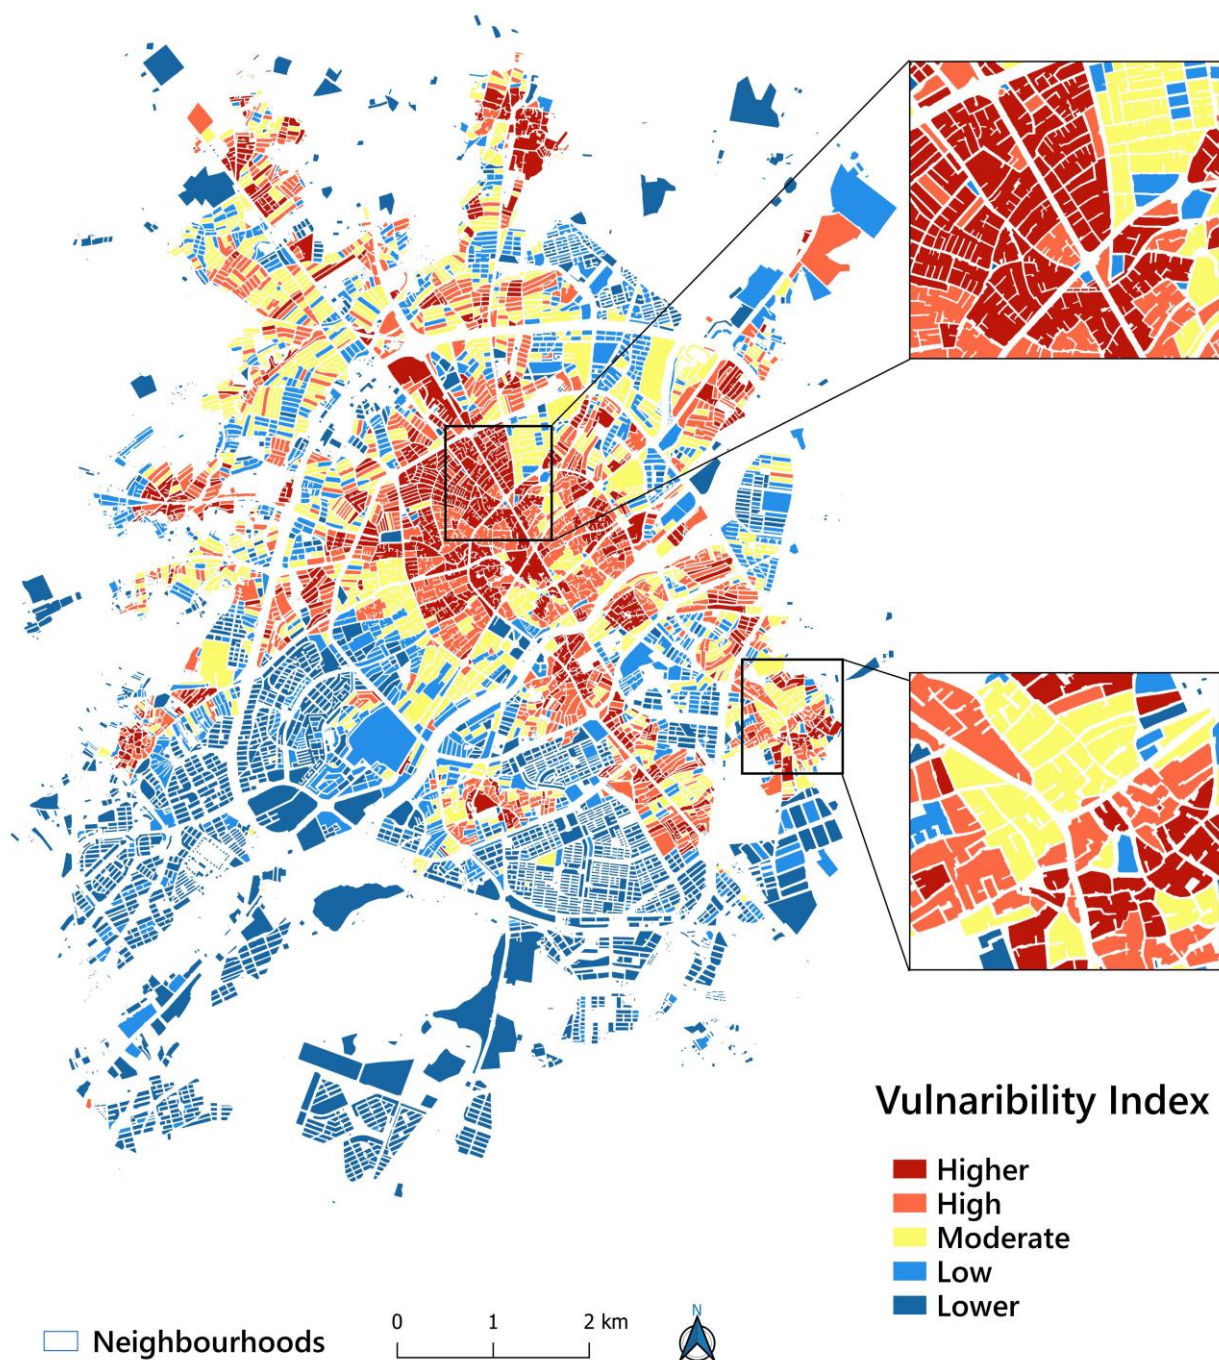 Vulnaribility Index
Higher
High
Moderate
Low
Lower
Neighbourhoods
0 1 2 km
N